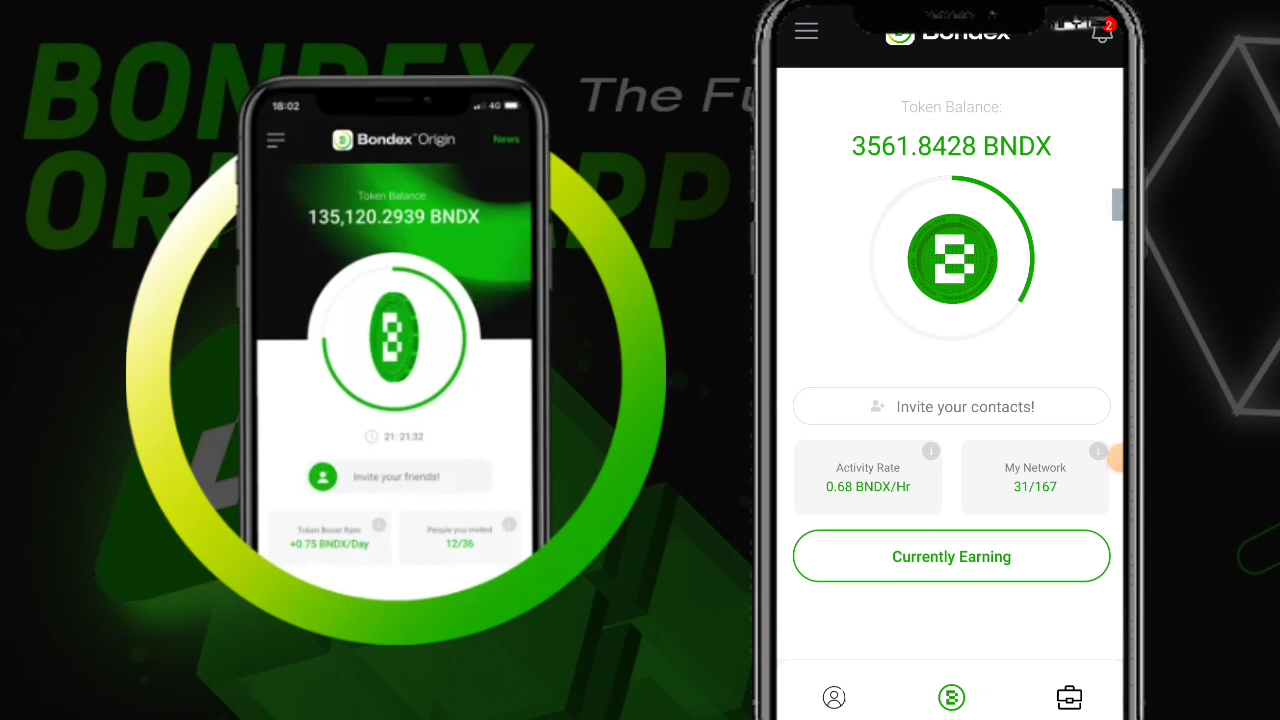 BONDEX
ORIGIN APP
The Fu
18:02
4G
Bondex™ Origin
News
Token Balance:
135,120.2939 BNDX
21: 21:32
Invite your friends!
Token Boost Rate:
+0.75 BNDX/Day
People you invited
12/36
Bondex
2
Token Balance:
3561.8428 BNDX
Invite your contacts!
Activity Rate
0.68 BNDX/Hr
My Network
31/167
Currently Earning